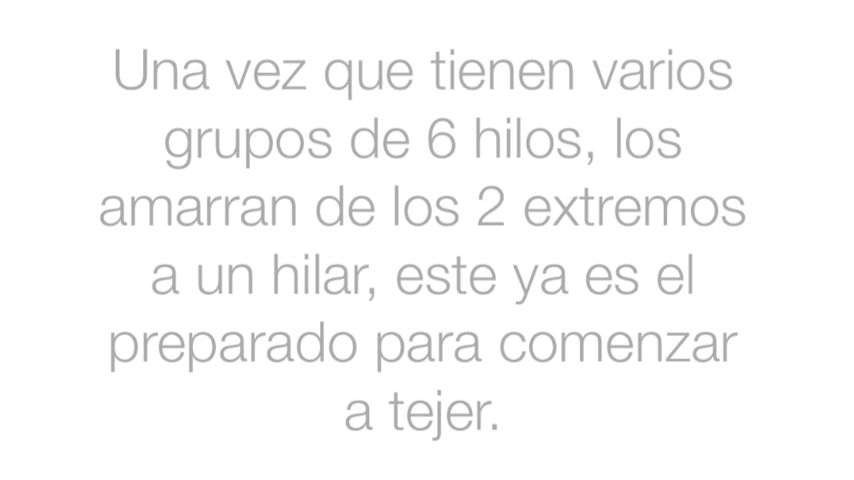 Una vez que tienen varios
grupos de 6 hilos, los
amarran de los 2 extremos
a un hilar, este ya es el
preparado para comenzar
a tejer.